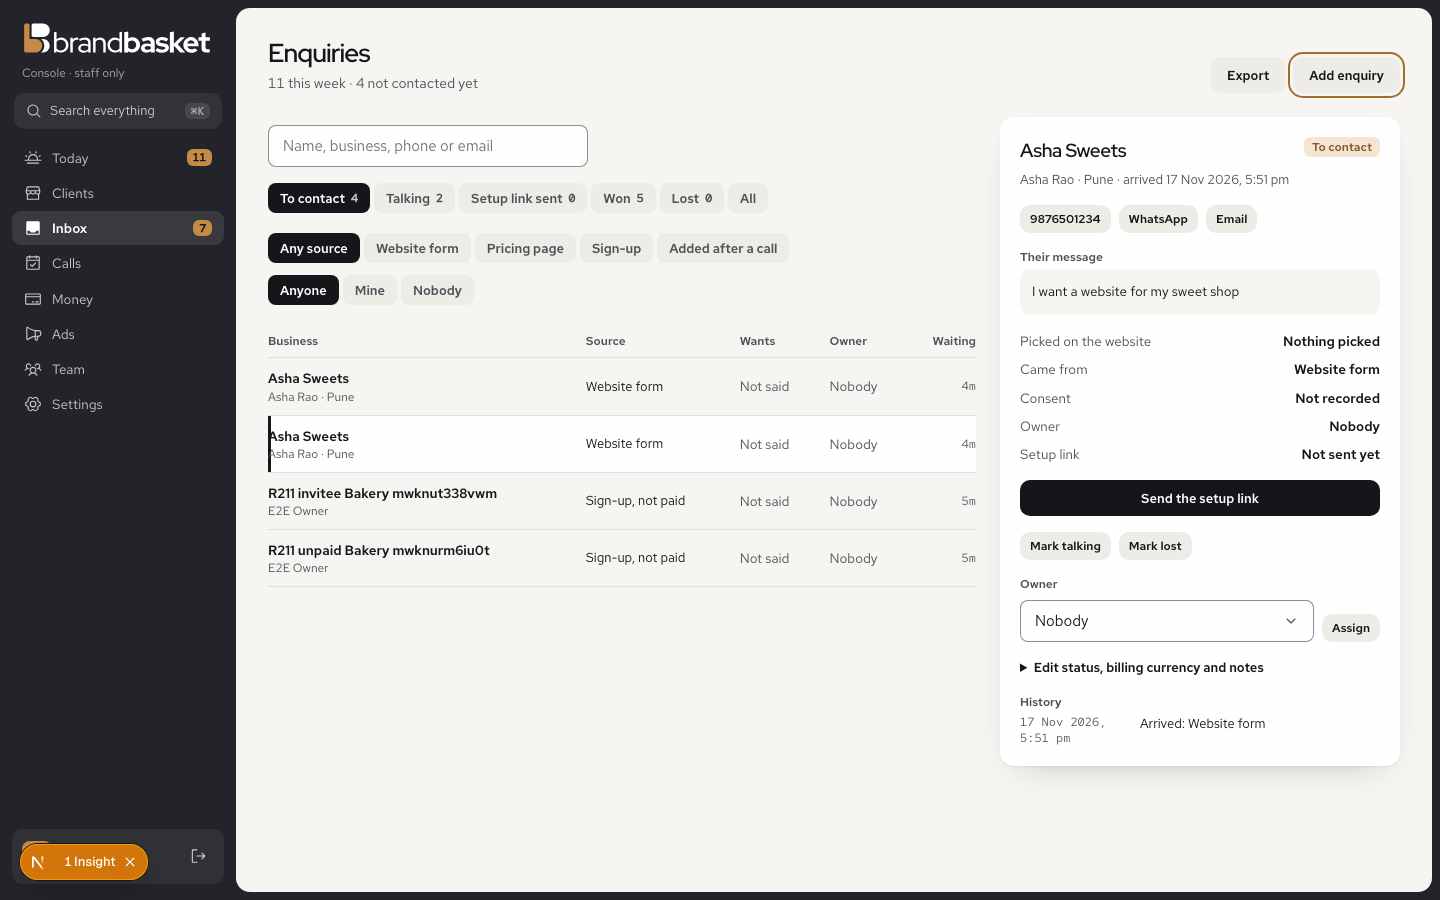 brandbasket
Console · staff only
Search everything ⌘K
Today 11
Clients
Inbox 7
Calls
Money
Ads
Team
Settings
1 Insight
Enquiries
11 this week · 4 not contacted yet
Export
Add enquiry
Name, business, phone or email
To contact 4 Talking 2 Setup link sent 0 Won 5 Lost 0 All
Any source Website form Pricing page Sign-up Added after a call
Anyone Mine Nobody
Business Source Wants Owner Waiting
Asha Sweets
Asha Rao · Pune
Website form Not said Nobody 4m
Asha Sweets
Asha Rao · Pune
Website form Not said Nobody 4m
R211 invitee Bakery mwknut338vwm
E2E Owner
Sign-up, not paid Not said Nobody 5m
R211 unpaid Bakery mwknurm6iu0t
E2E Owner
Sign-up, not paid Not said Nobody 5m
Asha Sweets
To contact
Asha Rao · Pune · arrived 17 Nov 2026, 5:51 pm
9876501234 WhatsApp Email
Their message
I want a website for my sweet shop
Picked on the website Nothing picked
Came from Website form
Consent Not recorded
Owner Nobody
Setup link Not sent yet
Send the setup link
Mark talking Mark lost
Owner
Nobody
Assign
Edit status, billing currency and notes
History
17 Nov 2026,
5:51 pm
Arrived: Website form